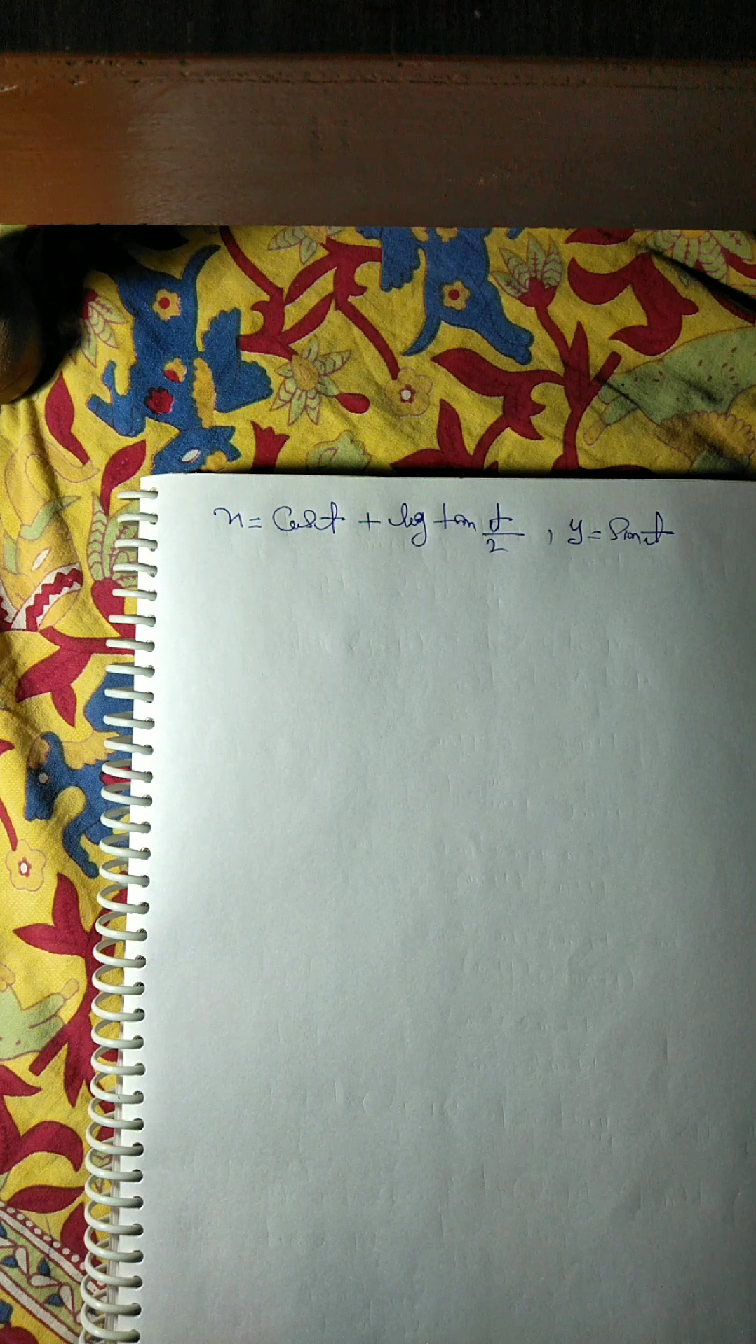 x = Cost + log tan t/2 , y = Sint